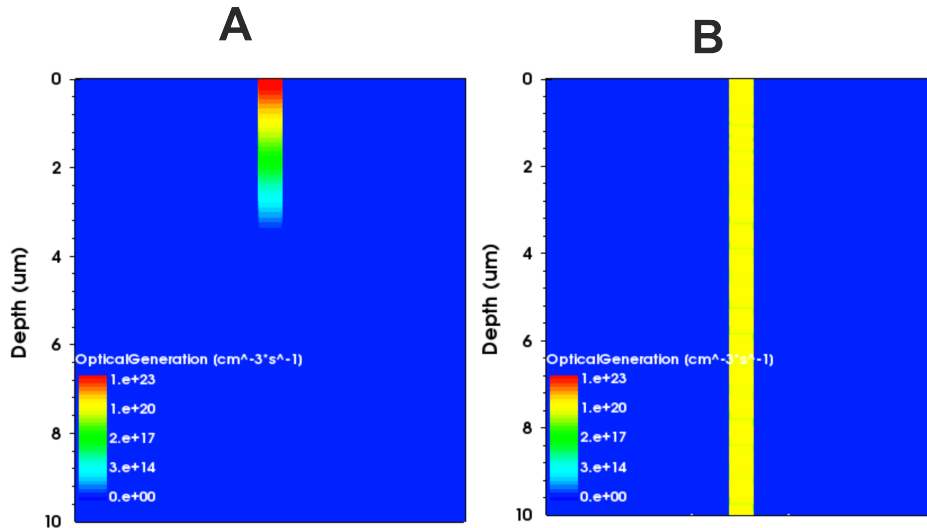 A
B
0
2
4
6
8
10
Depth (um)
OpticalGeneration (cm^-3*s^-1)
1.e+23
1.e+20
2.e+17
3.e+14
0.e+00
0
2
4
6
8
10
Depth (um)
OpticalGeneration (cm^-3*s^-1)
1.e+23
1.e+20
2.e+17
3.e+14
0.e+00